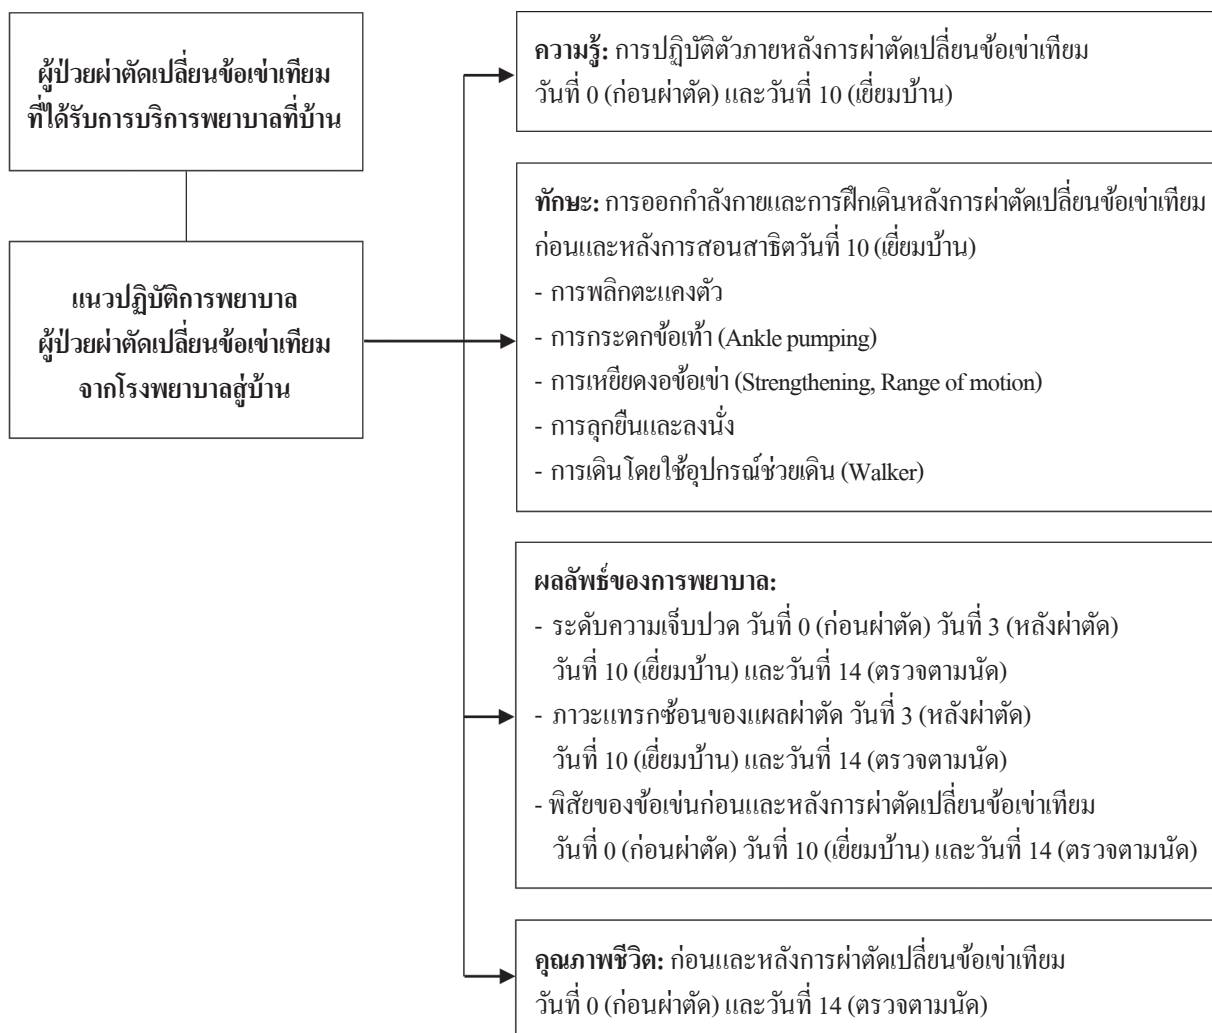 ผู้ป่วยผ่าตัดเปลี่ยนข้อเข่าเทียม
ที่ได้รับการบริการพยาบาลที่บ้าน
แนวปฏิบัติการพยาบาล
ผู้ป่วยผ่าตัดเปลี่ยนข้อเข่าเทียม
จากโรงพยาบาลสู่บ้าน
ความรู้: การปฏิบัติตัวภายหลังการผ่าตัดเปลี่ยนข้อเข่าเทียม
วันที่ 0 (ก่อนผ่าตัด) และวันที่ 10 (เยี่ยมบ้าน)
ทักษะ: การออกกำลังกายและการฝึกเดินหลังการผ่าตัดเปลี่ยนข้อเข่าเทียม
ก่อนและหลังการสอนสาธิตวันที่ 10 (เยี่ยมบ้าน)
- การพลิกตะแคงตัว
- การกระดกข้อเท้า (Ankle pumping)
- การเหยียดงอข้อเข่า (Strengthening, Range of motion)
- การลุกยืนและลงนั่ง
- การเดินโดยใช้อุปกรณ์ช่วยเดิน (Walker)
ผลลัพธ์ของการพยาบาล:
- ระดับความเจ็บปวด วันที่ 0 (ก่อนผ่าตัด) วันที่ 3 (หลังผ่าตัด)
วันที่ 10 (เยี่ยมบ้าน) และวันที่ 14 (ตรวจตามนัด)
- ภาวะแทรกซ้อนของแผลผ่าตัด วันที่ 3 (หลังผ่าตัด)
วันที่ 10 (เยี่ยมบ้าน) และวันที่ 14 (ตรวจตามนัด)
- พิสัยของข้อเข่นก่อนและหลังการผ่าตัดเปลี่ยนข้อเข่าเทียม
วันที่ 0 (ก่อนผ่าตัด) วันที่ 10 (เยี่ยมบ้าน) และวันที่ 14 (ตรวจตามนัด)
คุณภาพชีวิต: ก่อนและหลังการผ่าตัดเปลี่ยนข้อเข่าเทียม
วันที่ 0 (ก่อนผ่าตัด) และวันที่ 14 (ตรวจตามนัด)